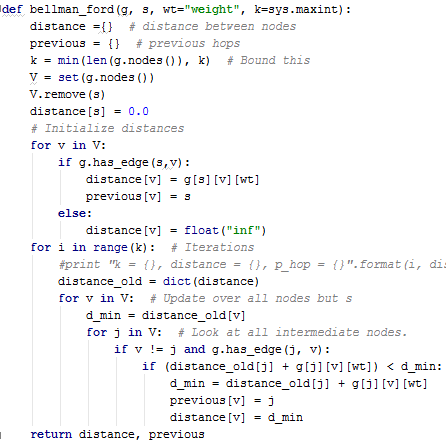 def bellman_ford(g, s, wt="weight", k=sys.maxint):
    distance ={}  # distance between nodes
    previous = {}  # previous hops
    k = min(len(g.nodes()), k)  # Bound this
    V = set(g.nodes())
    V.remove(s)
    distance[s] = 0.0
    # Initialize distances
    for v in V:
        if g.has_edge(s,v):
            distance[v] = g[s][v][wt]
            previous[v] = s
        else:
            distance[v] = float("inf")
    for i in range(k):  # Iterations
        #print "k = {}, distance = {}, p_hop = {}".format(i, di
        distance_old = dict(distance)
        for v in V:  # Update over all nodes but s
            d_min = distance_old[v]
            for j in V:  # Look at all intermediate nodes.
                if v != j and g.has_edge(j, v):
                    if (distance_old[j] + g[j][v][wt]) < d_min:
                        d_min = distance_old[j] + g[j][v][wt]
                        previous[v] = j
                        distance[v] = d_min
    return distance, previous